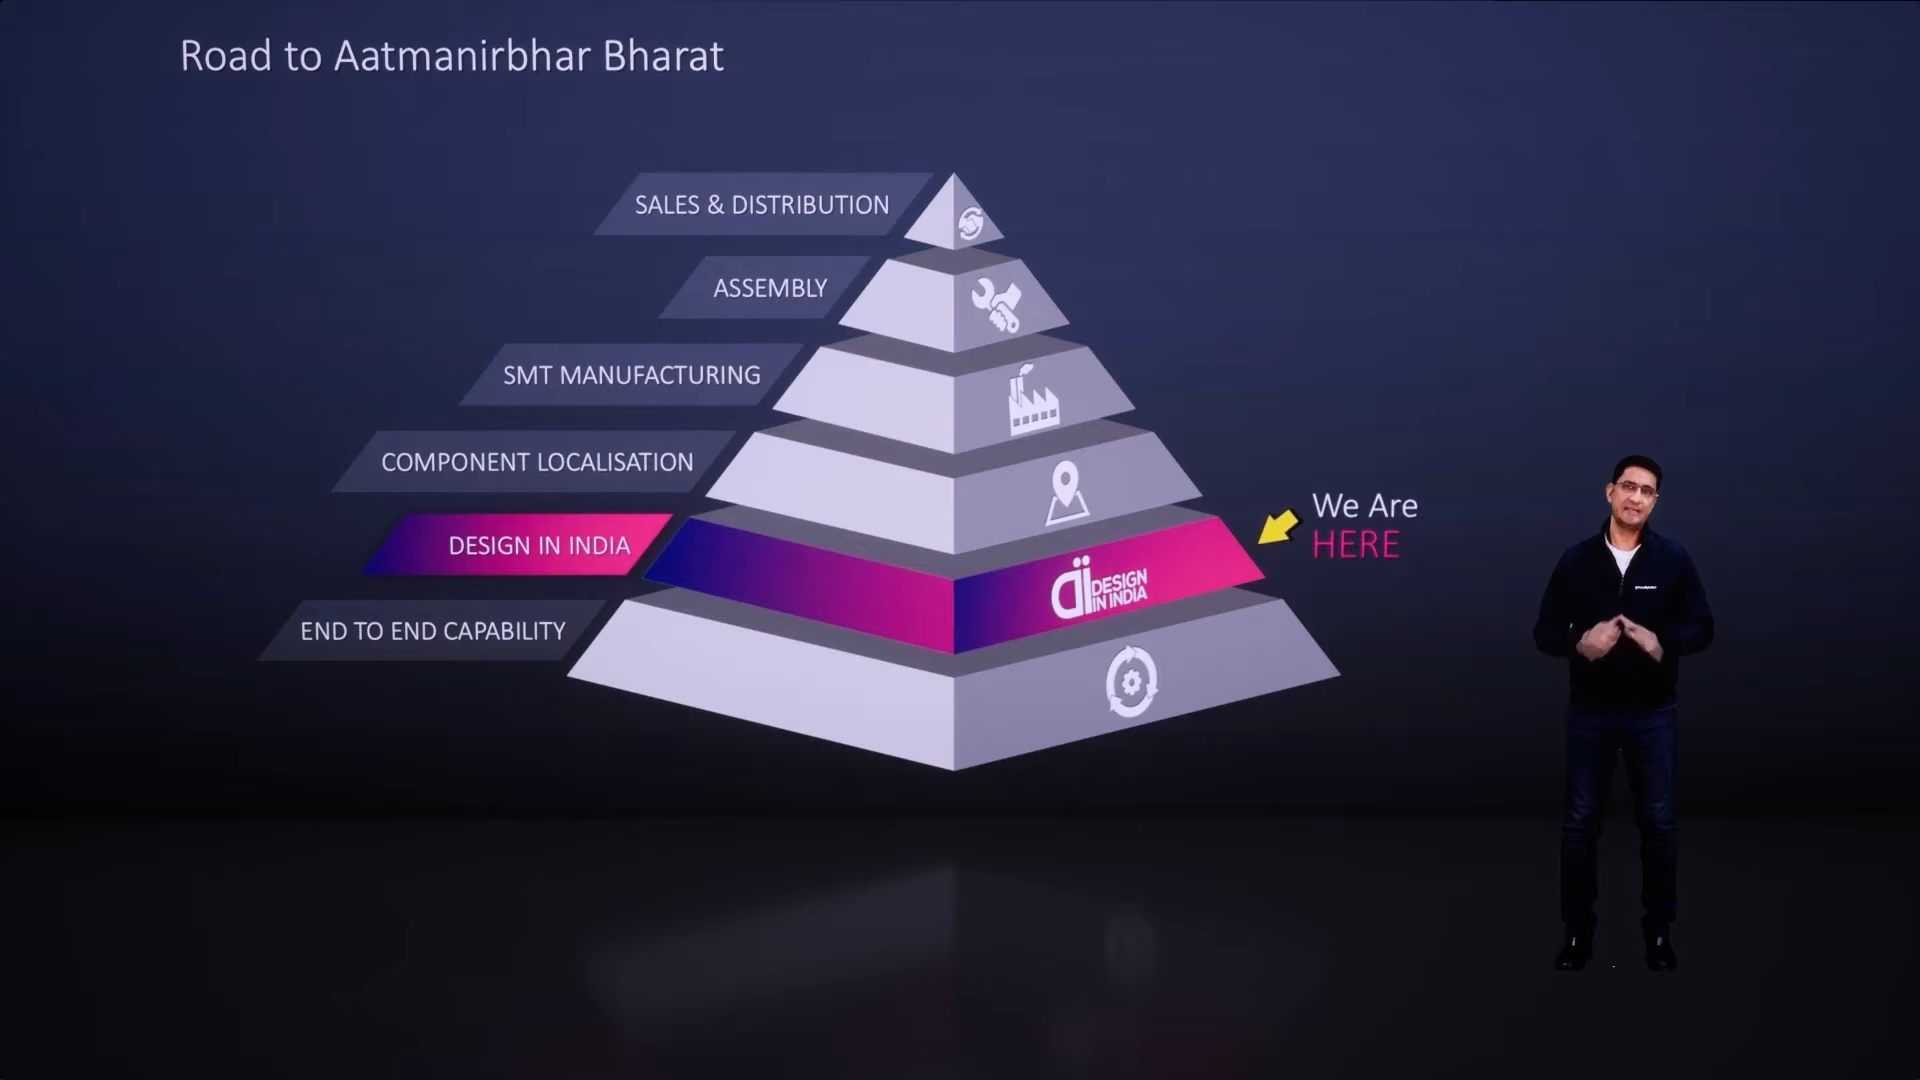 Road to Aatmanirbhar Bharat
SALES & DISTRIBUTION
ASSEMBLY
SMT MANUFACTURING
COMPONENT LOCALISATION
DESIGN IN INDIA
END TO END CAPABILITY
DESIGN
IN INDIA
We Are
HERE